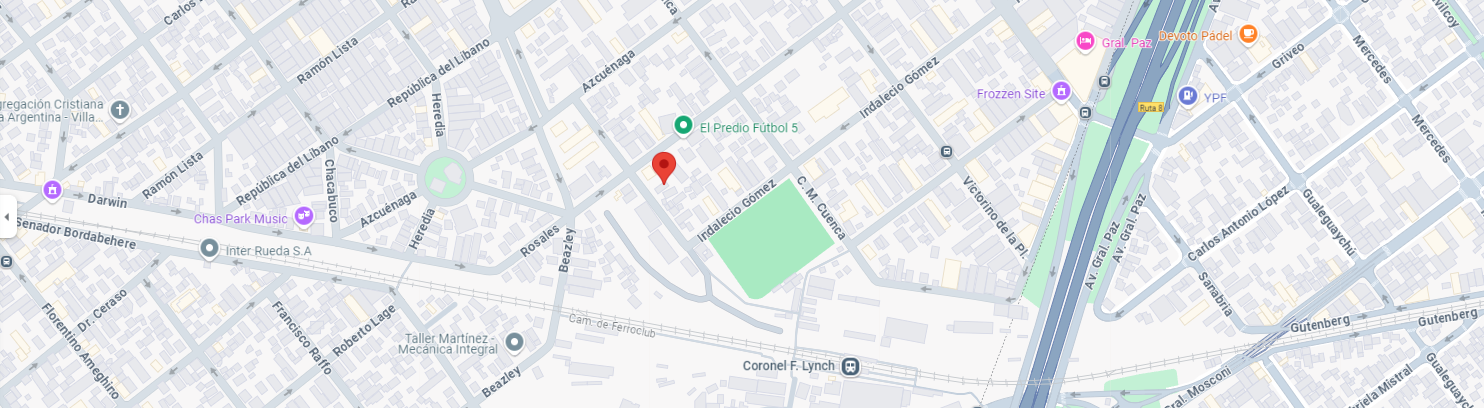 Carlos
Ramón Lista
República del Líbano
Azcuénaga
Heredia
Indalecio Gómez
Gral. Paz
Devoto Pádel
Griveo
Mercedes
Frozzen Site
Ruta 8
YPF
gregación Cristiana
a Argentina - Villa...
El Predio Fútbol 5
Mercedes
Ramón Lista
República del Líbano
Chacabuco
Darwin
Chas Park Music
Azcuénaga
Heredia
Indalecio Gómez
C. M. Cuenca
Victorino de la Pl.
Av. Gral. Paz
Av. Gral. Paz
Carlos Antonio López
Gualeguaychú
Senador Bordabehere
Inter Rueda S.A
Rosales
Beazley
Sanabria
Florentino Ameghino
Dr. Ceraso
Francisco Raffo
Roberto Lage
Cam. de Ferroclub
Taller Martínez -
Mecánica Integral
Beazley
Coronel F. Lynch
Gutenberg
Gutenberg
Gral. Mosconi
Gualeguaychú